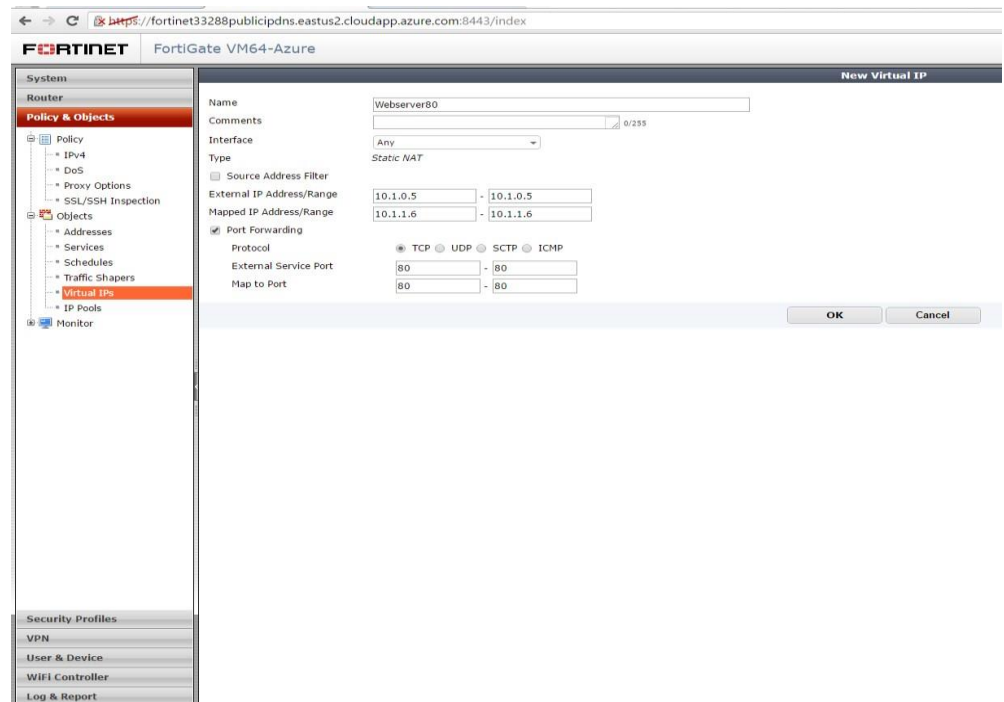 https://fortinet33288publicipdns.eastus2.cloudapp.azure.com:8443/index
FORTINET FortiGate VM64-Azure
System
Router
Policy & Objects
Policy
IPv4
DoS
Proxy Options
SSL/SSH Inspection
Objects
Addresses
Services
Schedules
Traffic Shapers
Virtual IPs
IP Pools
Monitor
Security Profiles
VPN
User & Device
WiFi Controller
Log & Report
New Virtual IP
Name Webserver80
Comments 0/255
Interface Any
Type Static NAT
Source Address Filter
External IP Address/Range 10.1.0.5 - 10.1.0.5
Mapped IP Address/Range 10.1.1.6 - 10.1.1.6
Port Forwarding
Protocol TCP UDP SCTP ICMP
External Service Port 80 - 80
Map to Port 80 - 80
OK Cancel